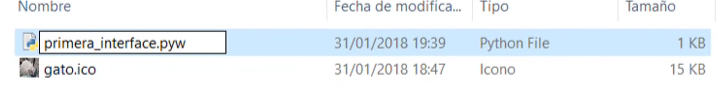 Nombre Fecha de modifica... Tipo Tamaño
primera_interface.pyw 31/01/2018 19:39 Python File 1 KB
gato.ico 31/01/2018 18:47 Icono 15 KB